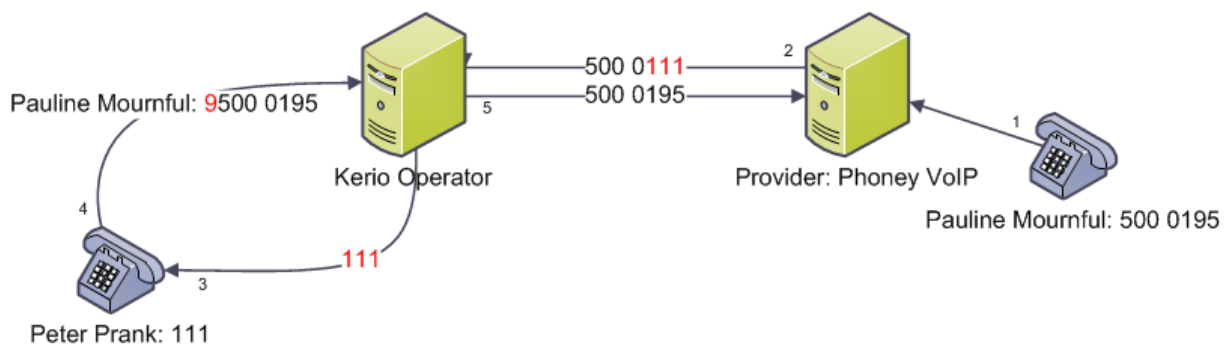 2
500 0111
Pauline Mournful: 9500 0195
500 0195
5
1
Kerio Operator
Provider: Phoney VoIP
4
Pauline Mournful: 500 0195
111
3
Peter Prank: 111